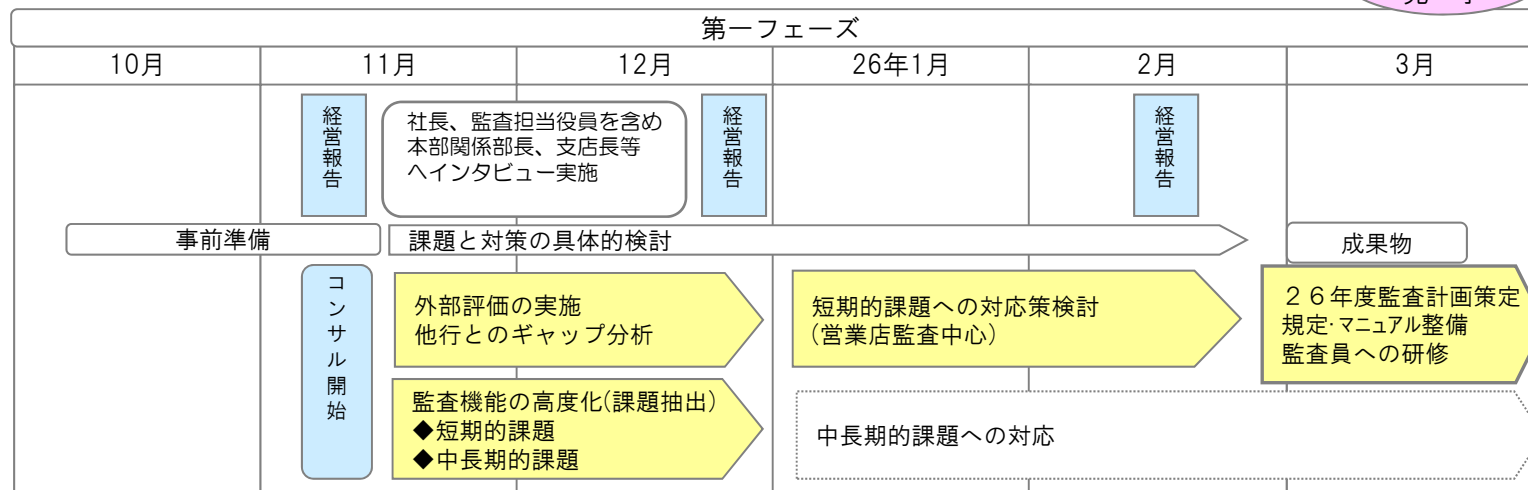 第一フェーズ
10月
11月
12月
26年1月
2月
3月
経営報告
社長、監査担当役員を含め
本部関係部長、支店長等
へインタビュー実施
経営報告
経営報告
事前準備
課題と対策の具体的検討
成果物
コンサル開始
外部評価の実施
他行とのギャップ分析
短期的課題への対応策検討
(営業店監査中心)
２６年度監査計画策定
規定･マニュアル整備
監査員への研修
監査機能の高度化(課題抽出)
◆短期的課題
◆中長期的課題
中長期的課題への対応